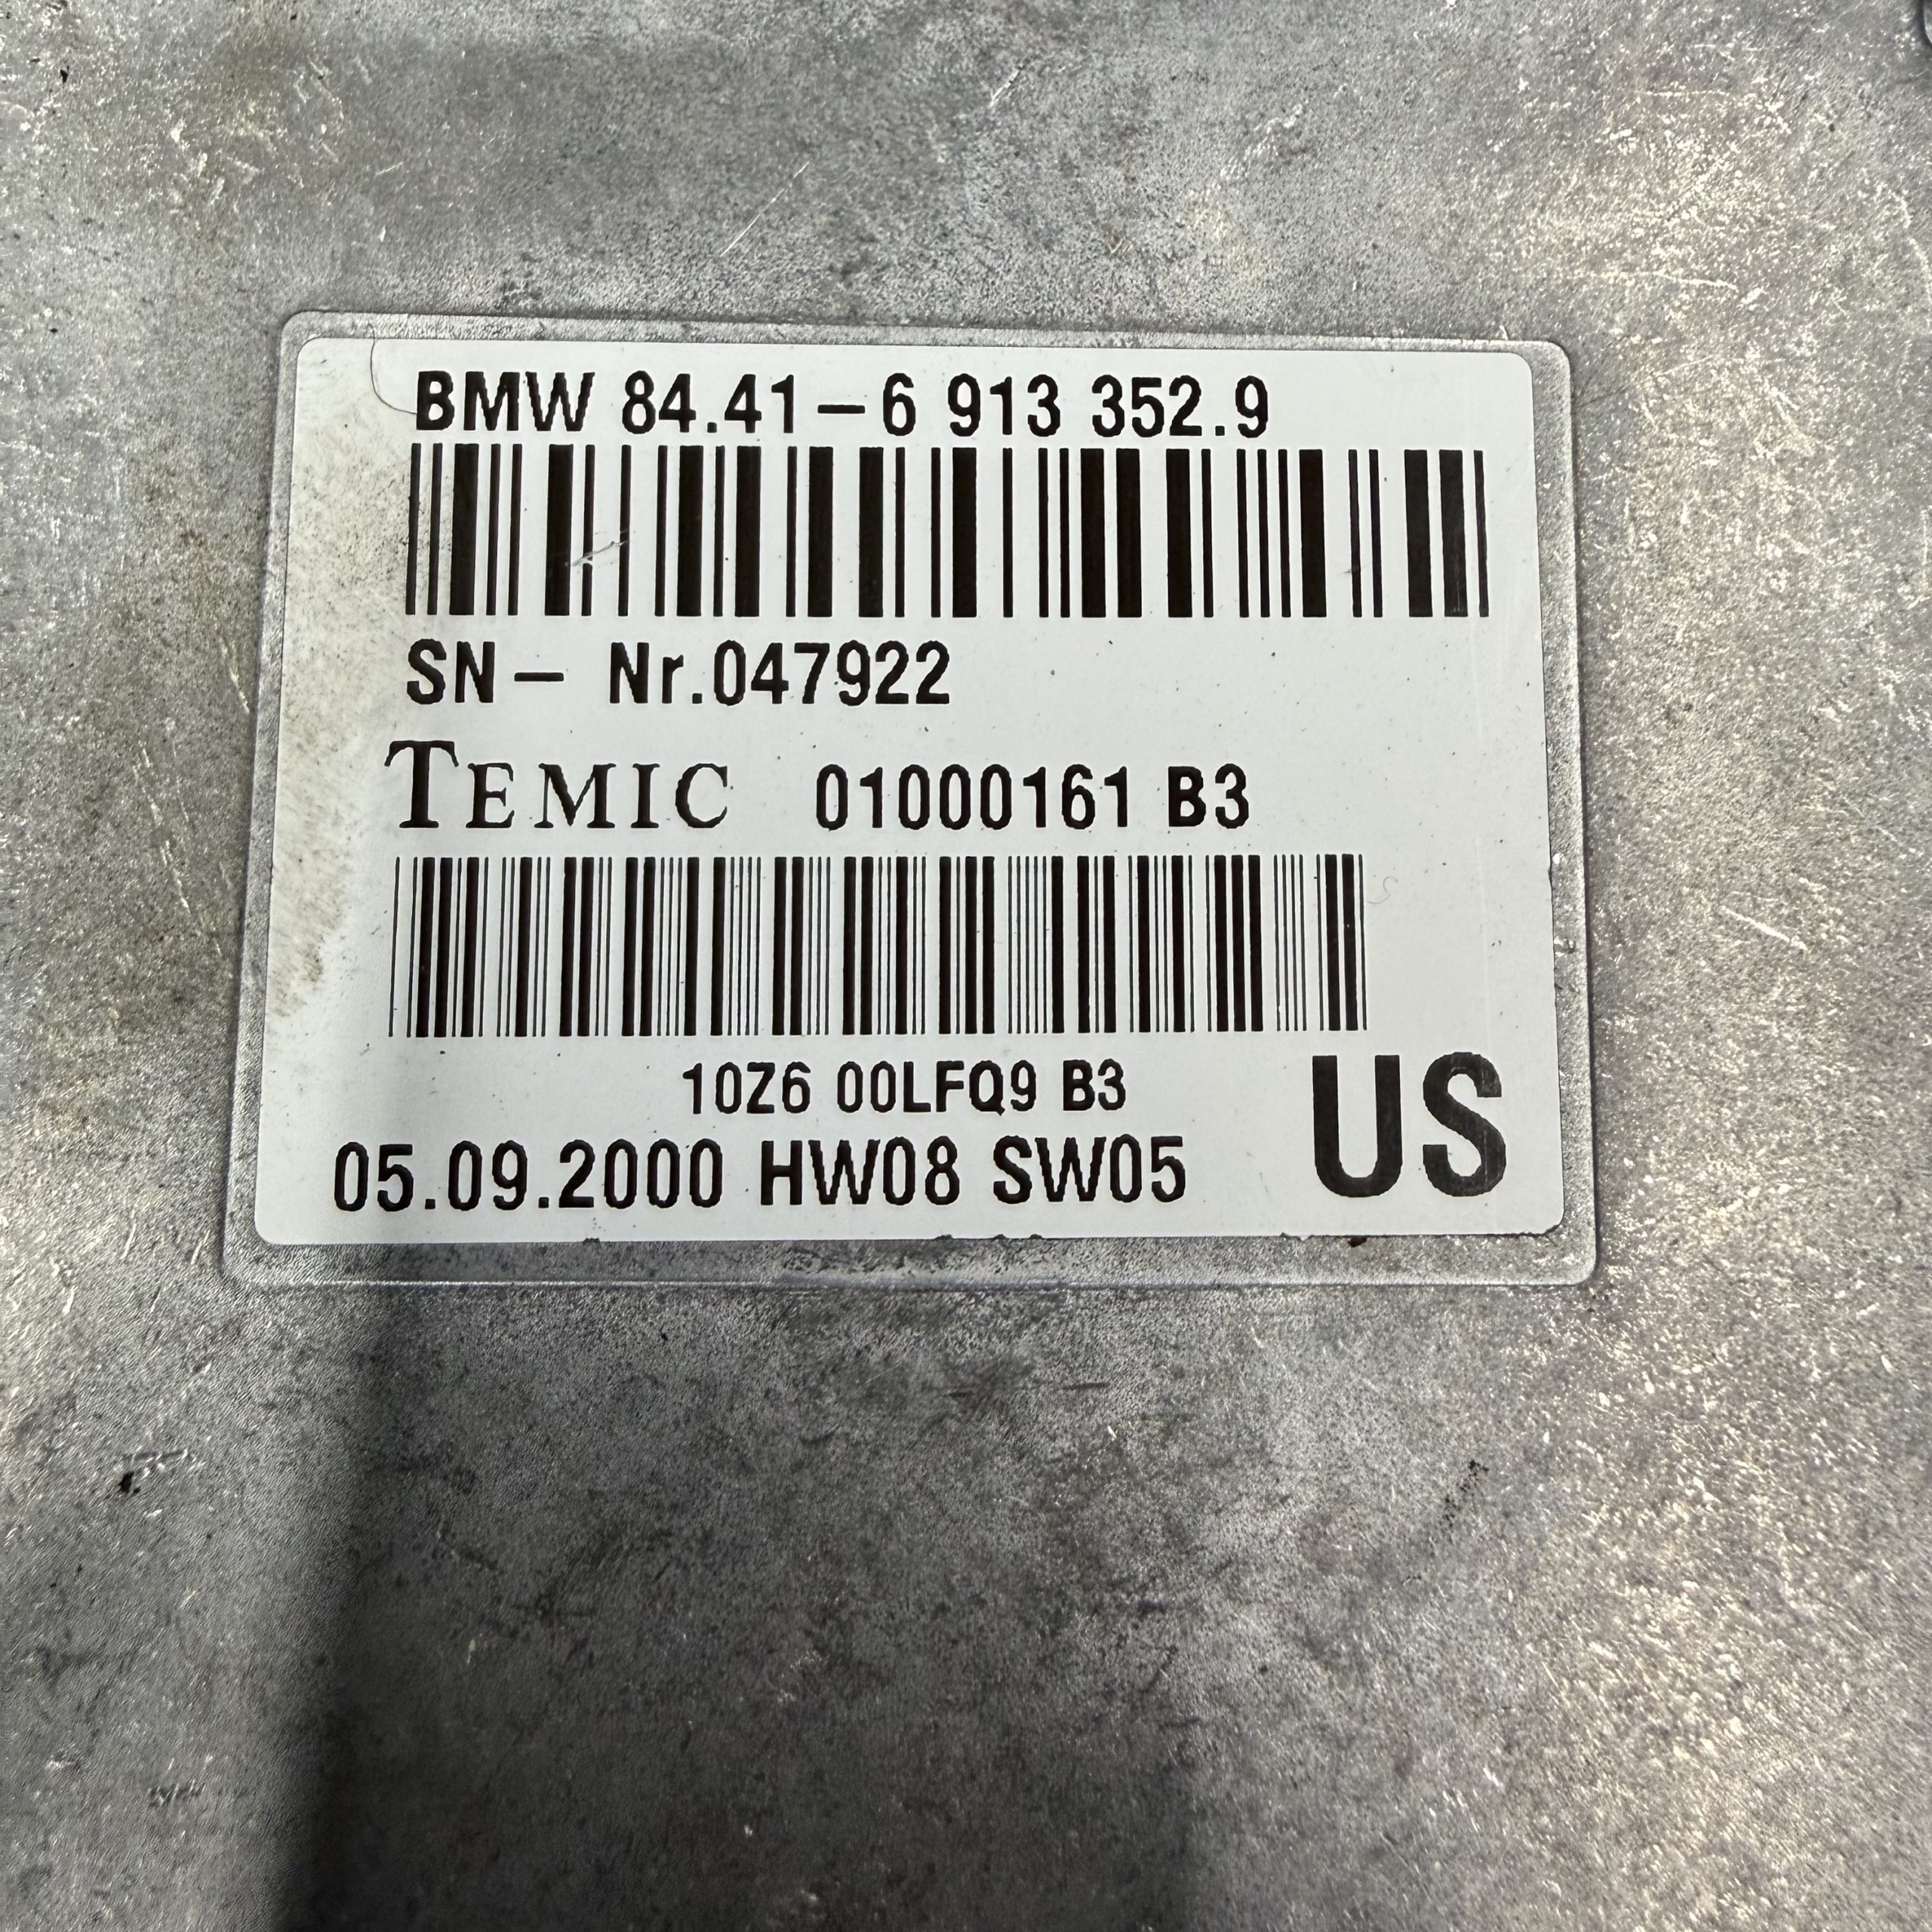 BMW 84.41-6 913 352.9
SN- Nr.047922
TEMIC 01000161 B3
10Z6 00LFQ9 B3
05.09.2000 HW08 SW05 US